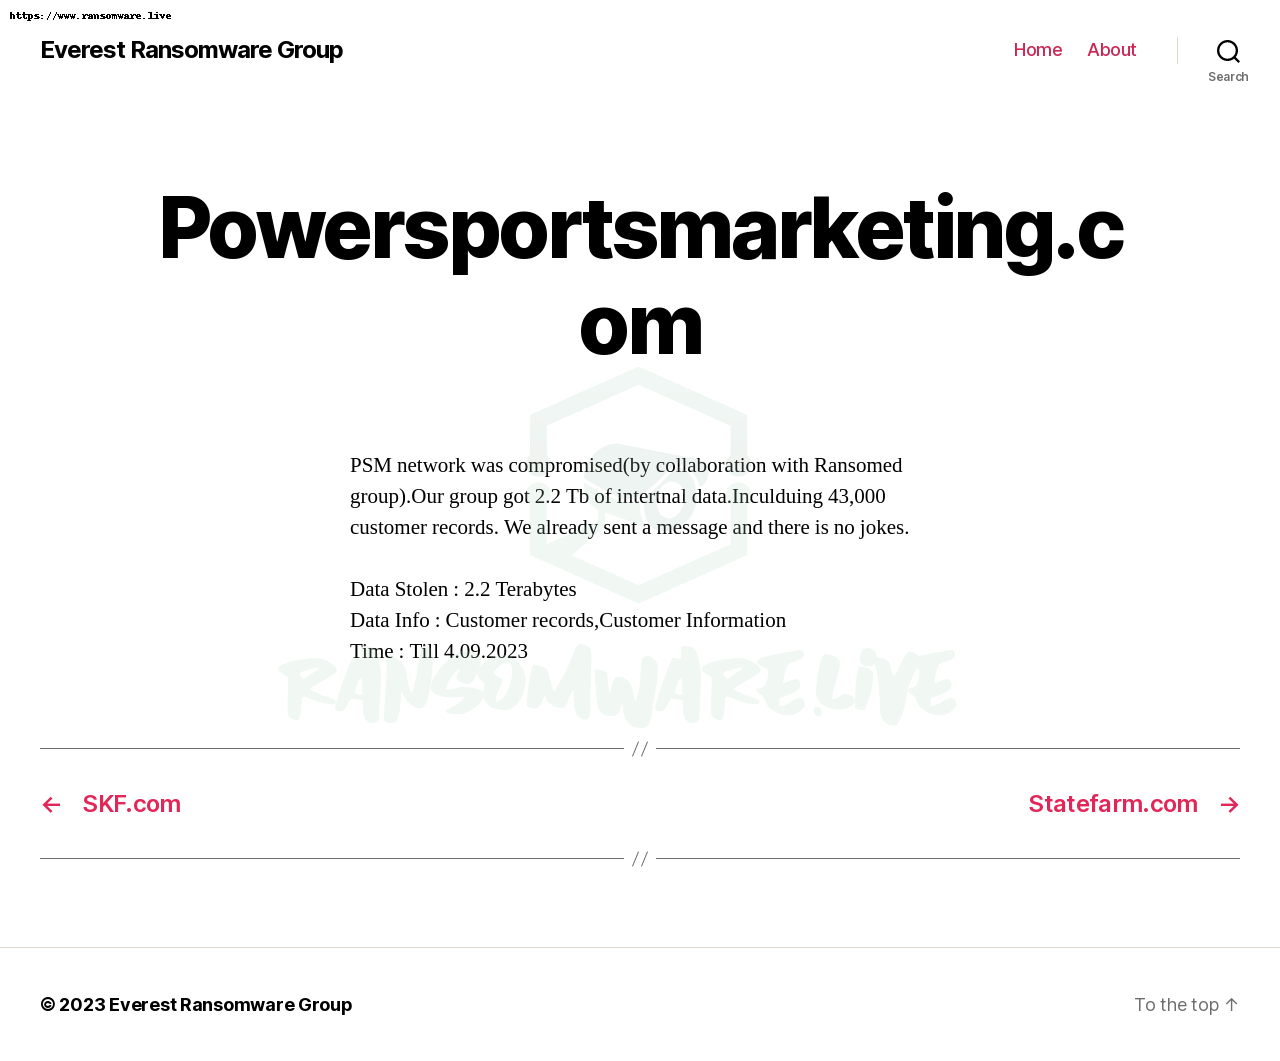 https://www.ransomware.live
Everest Ransomware Group
Home About
Search
Powersportsmarketing.c
om
PSM network was compromised(by collaboration with Ransomed
group).Our group got 2.2 Tb of intertnal data.Inculduing 43,000
customer records. We already sent a message and there is no jokes.
Data Stolen : 2.2 Terabytes
Data Info : Customer records,Customer Information
Time : Till 4.09.2023
RANSOMWARE.LIVE
//
← SKF.com
Statefarm.com →
//
© 2023 Everest Ransomware Group
To the top ↑